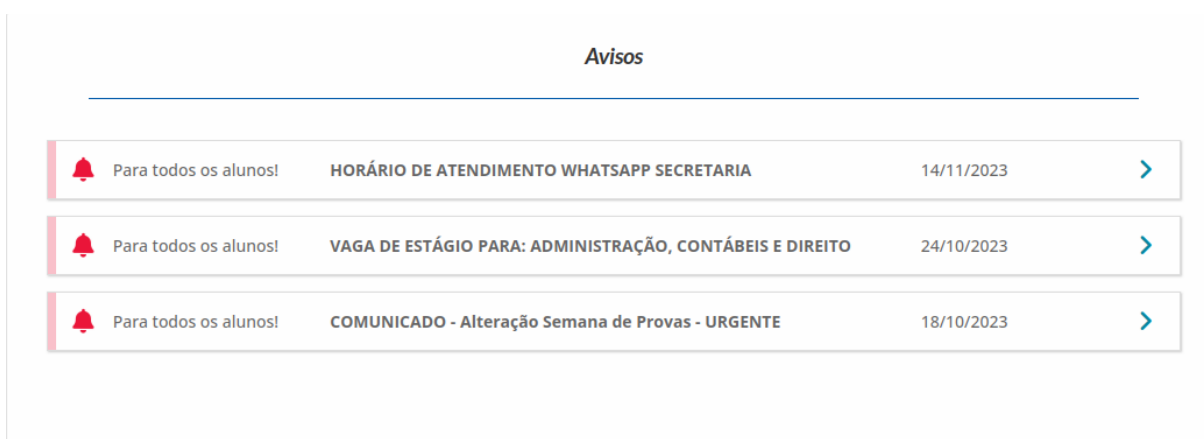 Avisos
Para todos os alunos! HORÁRIO DE ATENDIMENTO WHATSAPP SECRETARIA 14/11/2023
Para todos os alunos! VAGA DE ESTÁGIO PARA: ADMINISTRAÇÃO, CONTÁBEIS E DIREITO 24/10/2023
Para todos os alunos! COMUNICADO - Alteração Semana de Provas - URGENTE 18/10/2023